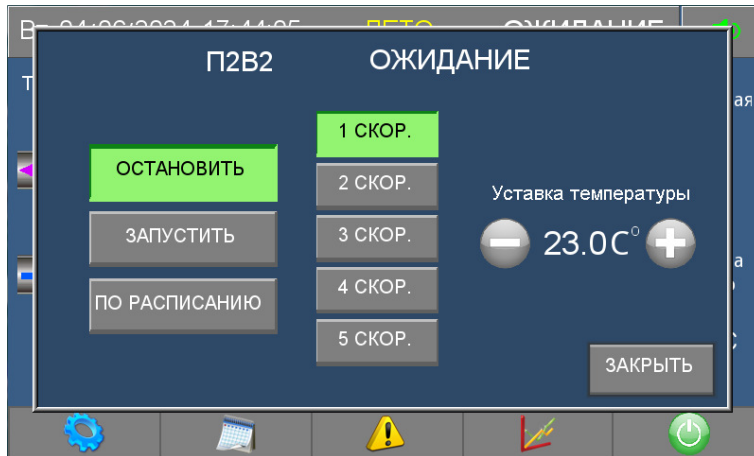 П2В2 ОЖИДАНИЕ
ОСТАНОВИТЬ
ЗАПУСТИТЬ
ПО РАСПИСАНИЮ
1 СКОР.
2 СКОР.
3 СКОР.
4 СКОР.
5 СКОР.
Уставка температуры
23.0C°
ЗАКРЫТЬ